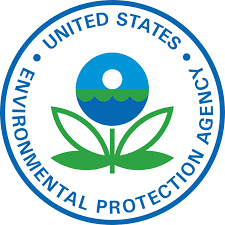 UNITED STATES
ENVIRONMENTAL PROTECTION AGENCY